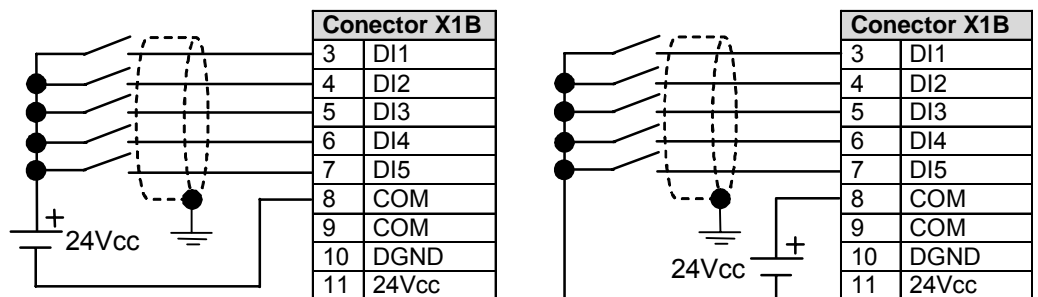 Conector X1B
3 DI1
4 DI2
5 DI3
6 DI4
7 DI5
8 COM
9 COM
10 DGND
11 24Vcc
+
24Vcc
Conector X1B
3 DI1
4 DI2
5 DI3
6 DI4
7 DI5
8 COM
9 COM
10 DGND
11 24Vcc
+
24Vcc